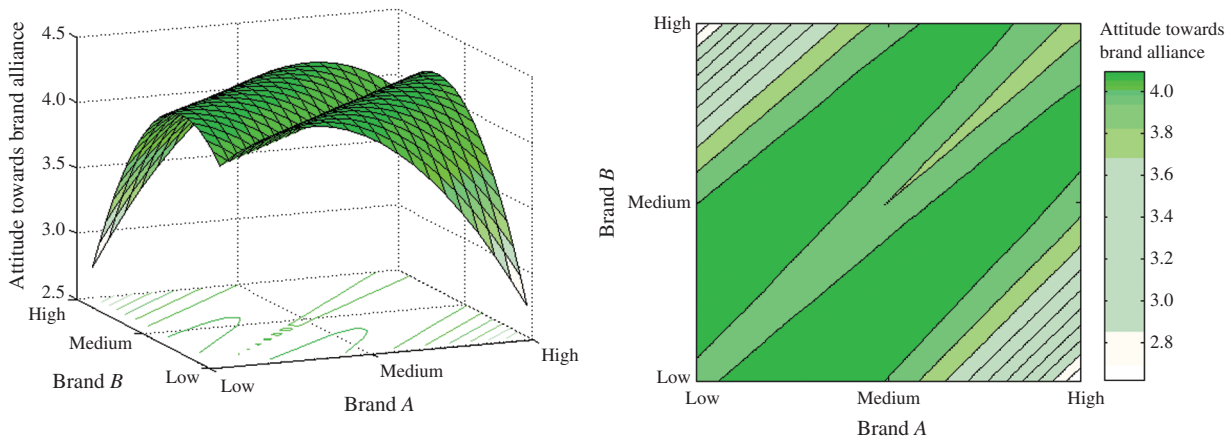 4.5
4.0
3.5
3.0
2.5
Attitude towards brand alliance
High
Medium
Low
Brand B
Low
Medium
High
Brand A
High
Medium
Low
Brand B
Low
Medium
High
Brand A
Attitude towards
brand alliance
4.0
3.8
3.6
3.4
3.2
3.0
2.8